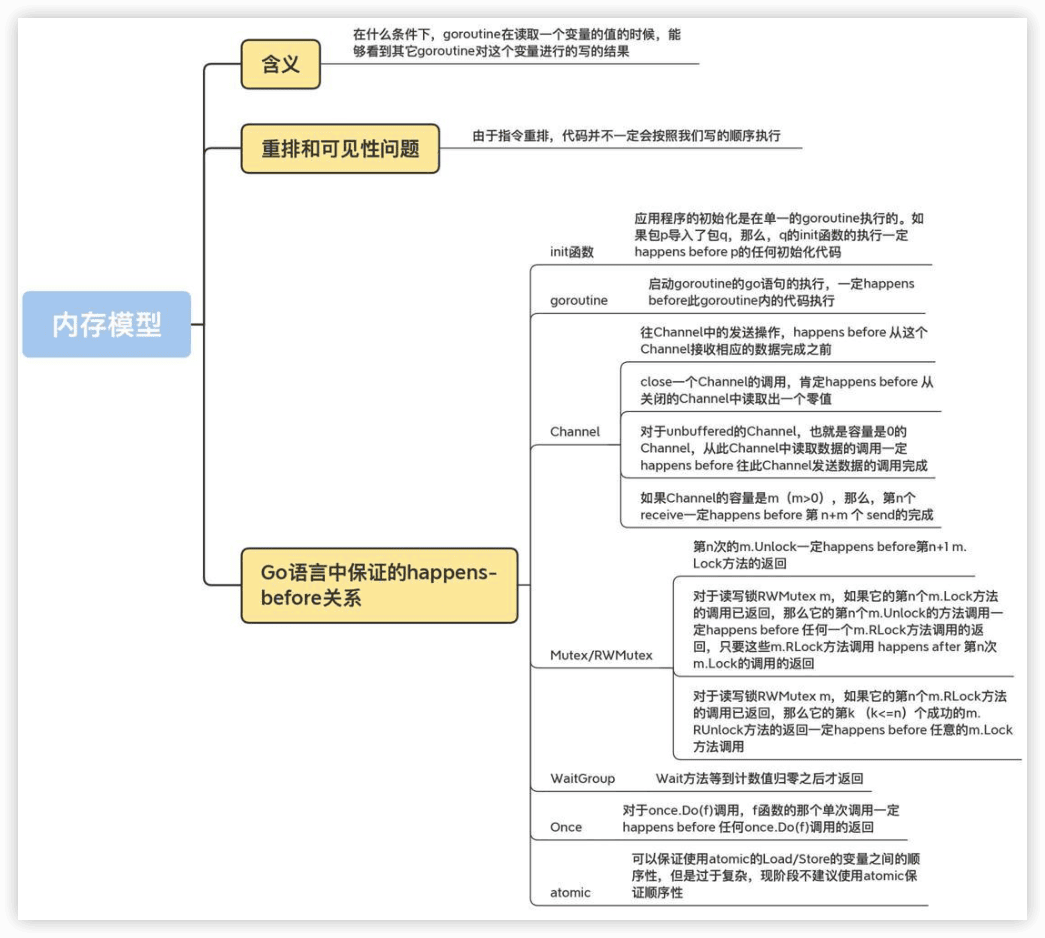 内存模型
含义
在什么条件下，goroutine在读取一个变量的值的时候，能
够看到其它goroutine对这个变量进行的写的结果
重排和可见性问题
由于指令重排，代码并不一定会按照我们写的顺序执行
Go语言中保证的happens-
before关系
init函数
应用程序的初始化是在单一的goroutine执行的。如
果包p导入了包q，那么，q的init函数的执行一定
happens before p的任何初始化代码
goroutine
启动goroutine的go语句的执行，一定happens
before此goroutine内的代码执行
Channel
往Channel中的发送操作，happens before 从这个
Channel接收相应的数据完成之前
close一个Channel的调用，肯定happens before 从
关闭的Channel中读取出一个零值
对于unbuffered的Channel，也就是容量是0的
Channel，从此Channel中读取数据的调用一定
happens before 往此Channel发送数据的调用完成
如果Channel的容量是m（m>0），那么，第n个
receive一定happens before 第 n+m 个 send的完成
Mutex/RWMutex
第n次的m.Unlock一定happens before第n+1 m.
Lock方法的返回
对于读写锁RWMutex m，如果它的第n个m.Lock方法
的调用已返回，那么它的第n个m.Unlock的方法调用一
定happens before 任何一个m.RLock方法调用的返
回，只要这些m.RLock方法调用 happens after 第n次
m.Lock的调用的返回
对于读写锁RWMutex m，如果它的第n个m.RLock方法
的调用已返回，那么它的第k （k<=n）个成功的m.
RUnlock方法的返回一定happens before 任意的m.Lock
方法调用
WaitGroup
Wait方法等到计数值归零之后才返回
Once
对于once.Do(f)调用，f函数的那个单次调用一定
happens before 任何once.Do(f)调用的返回
atomic
可以保证使用atomic的Load/Store的变量之间的顺
序性，但是过于复杂，现阶段不建议使用atomic保
证顺序性